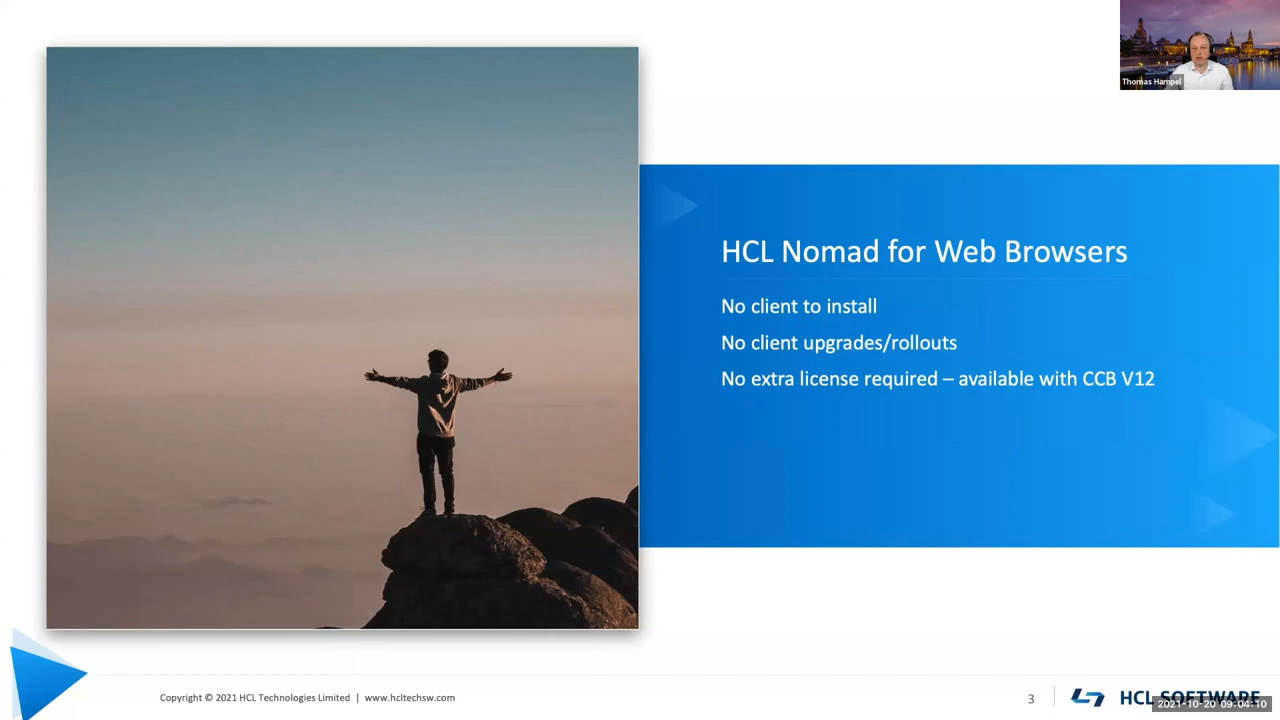 Thomas Hampel
HCL Nomad for Web Browsers
No client to install
No client upgrades/rollouts
No extra license required – available with CCB V12
Copyright © 2021 HCL Technologies Limited | www.hcltechsw.com
3
HCL SOFTWARE
2021-10-20 09:04:10